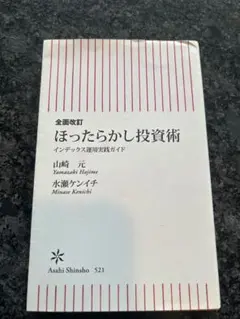 全面改訂
ほったらかし投資術
インデックス運用実践ガイド
山崎 元
Yamazaki Hajime
水瀬ケンイチ
Minase Kenichi
Asahi Shinsho 521